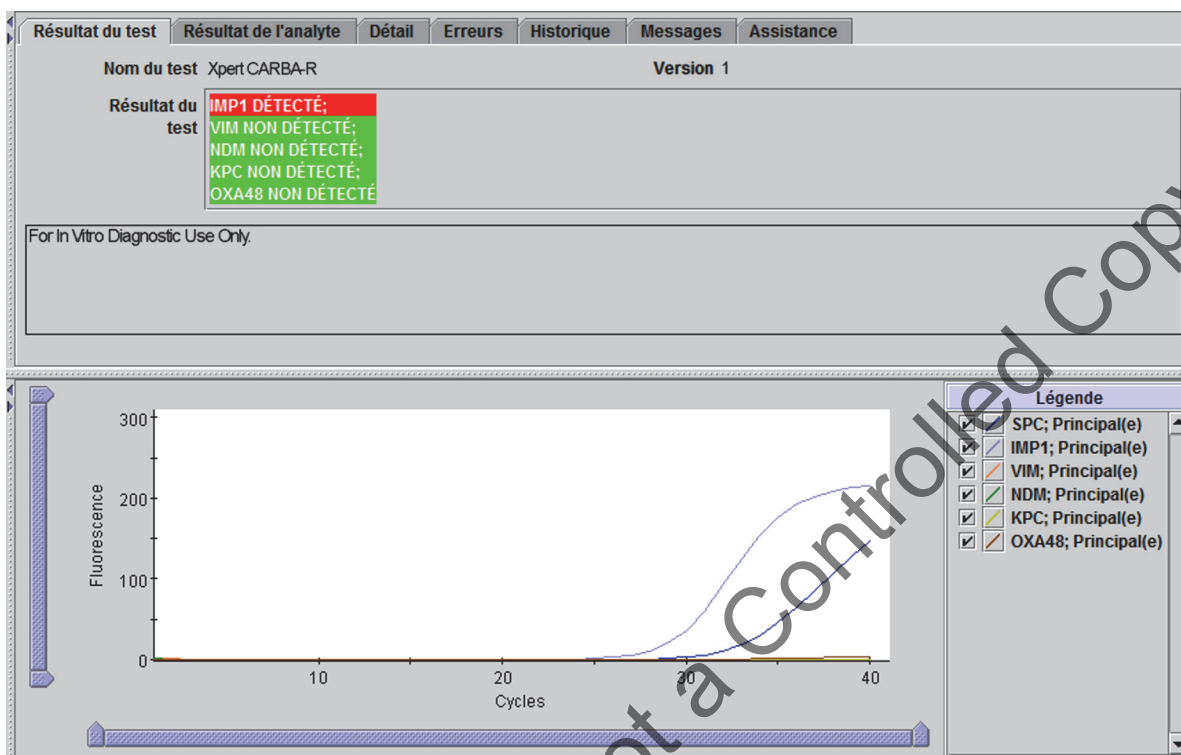 Résultat du test Résultat de l'analyte Détail Erreurs Historique Messages Assistance
Nom du test Xpert CARBA-R Version 1
Résultat du test
IMP1 DÉTECTÉ;
VIM NON DÉTECTÉ;
NDM NON DÉTECTÉ;
KPC NON DÉTECTÉ;
OXA48 NON DÉTECTÉ
For In Vitro Diagnostic Use Only.
Légende
SPC; Principal(e)
IMP1; Principal(e)
VIM; Principal(e)
NDM; Principal(e)
KPC; Principal(e)
OXA48; Principal(e)
300
200
100
0
Fluorescence
10 20 30 40
Cycles
ot a Controlled Copy